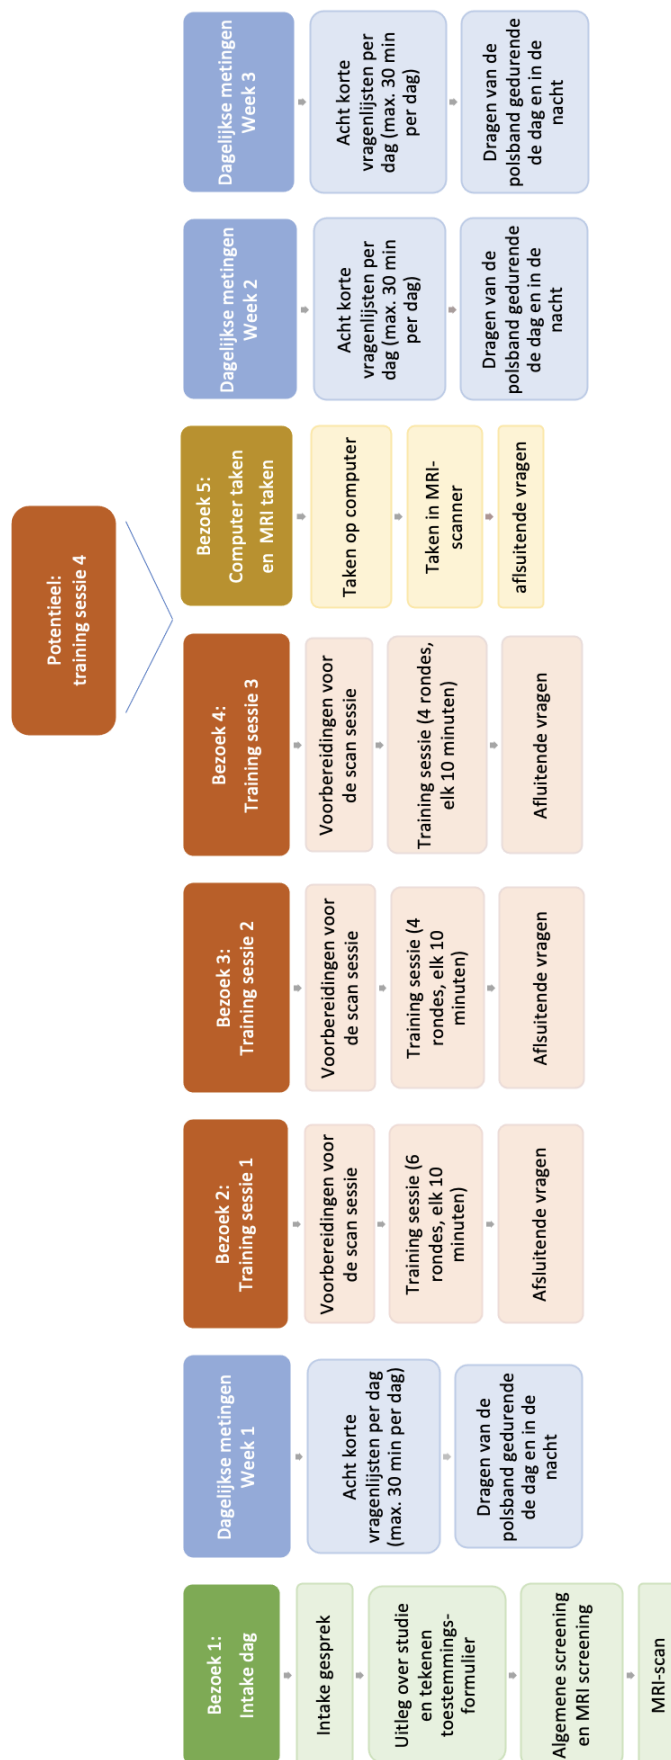 Potentieel:
training sessie 4
Bezoek 1:
Intake dag
Intake gesprek
Uitleg over studie
en tekenen
toestemmings-
formulier
Algemene screening
en MRI screening
MRI-scan
Dagelijkse metingen
Week 1
Acht korte
vragenlijsten per dag
(max. 30 min per dag)
Dragen van de
polsband gedurende
de dag en in de
nacht
Bezoek 2:
Training sessie 1
Voorbereidingen voor
de scan sessie
Training sessie (6
rondes, elk 10
minuten)
Afsluitende vragen
Bezoek 3:
Training sessie 2
Voorbereidingen voor
de scan sessie
Training sessie (4
rondes, elk 10
minuten)
Aflsuitende vragen
Bezoek 4:
Training sessie 3
Voorbereidingen voor
de scan sessie
Training sessie (4 rondes,
elk 10 minuten)
Afluitende vragen
Bezoek 5:
Computer taken
en MRI taken
Taken op computer
Taken in MRI-
scanner
aflsuitende vragen
Dagelijkse metingen
Week 2
Acht korte
vragenlijsten per
dag (max. 30 min
per dag)
Dragen van de
polsband gedurende
de dag en in de
nacht
Dagelijkse metingen
Week 3
Acht korte
vragenlijsten per
dag (max. 30 min
per dag)
Dragen van de
polsband gedurende
de dag en in de
nacht